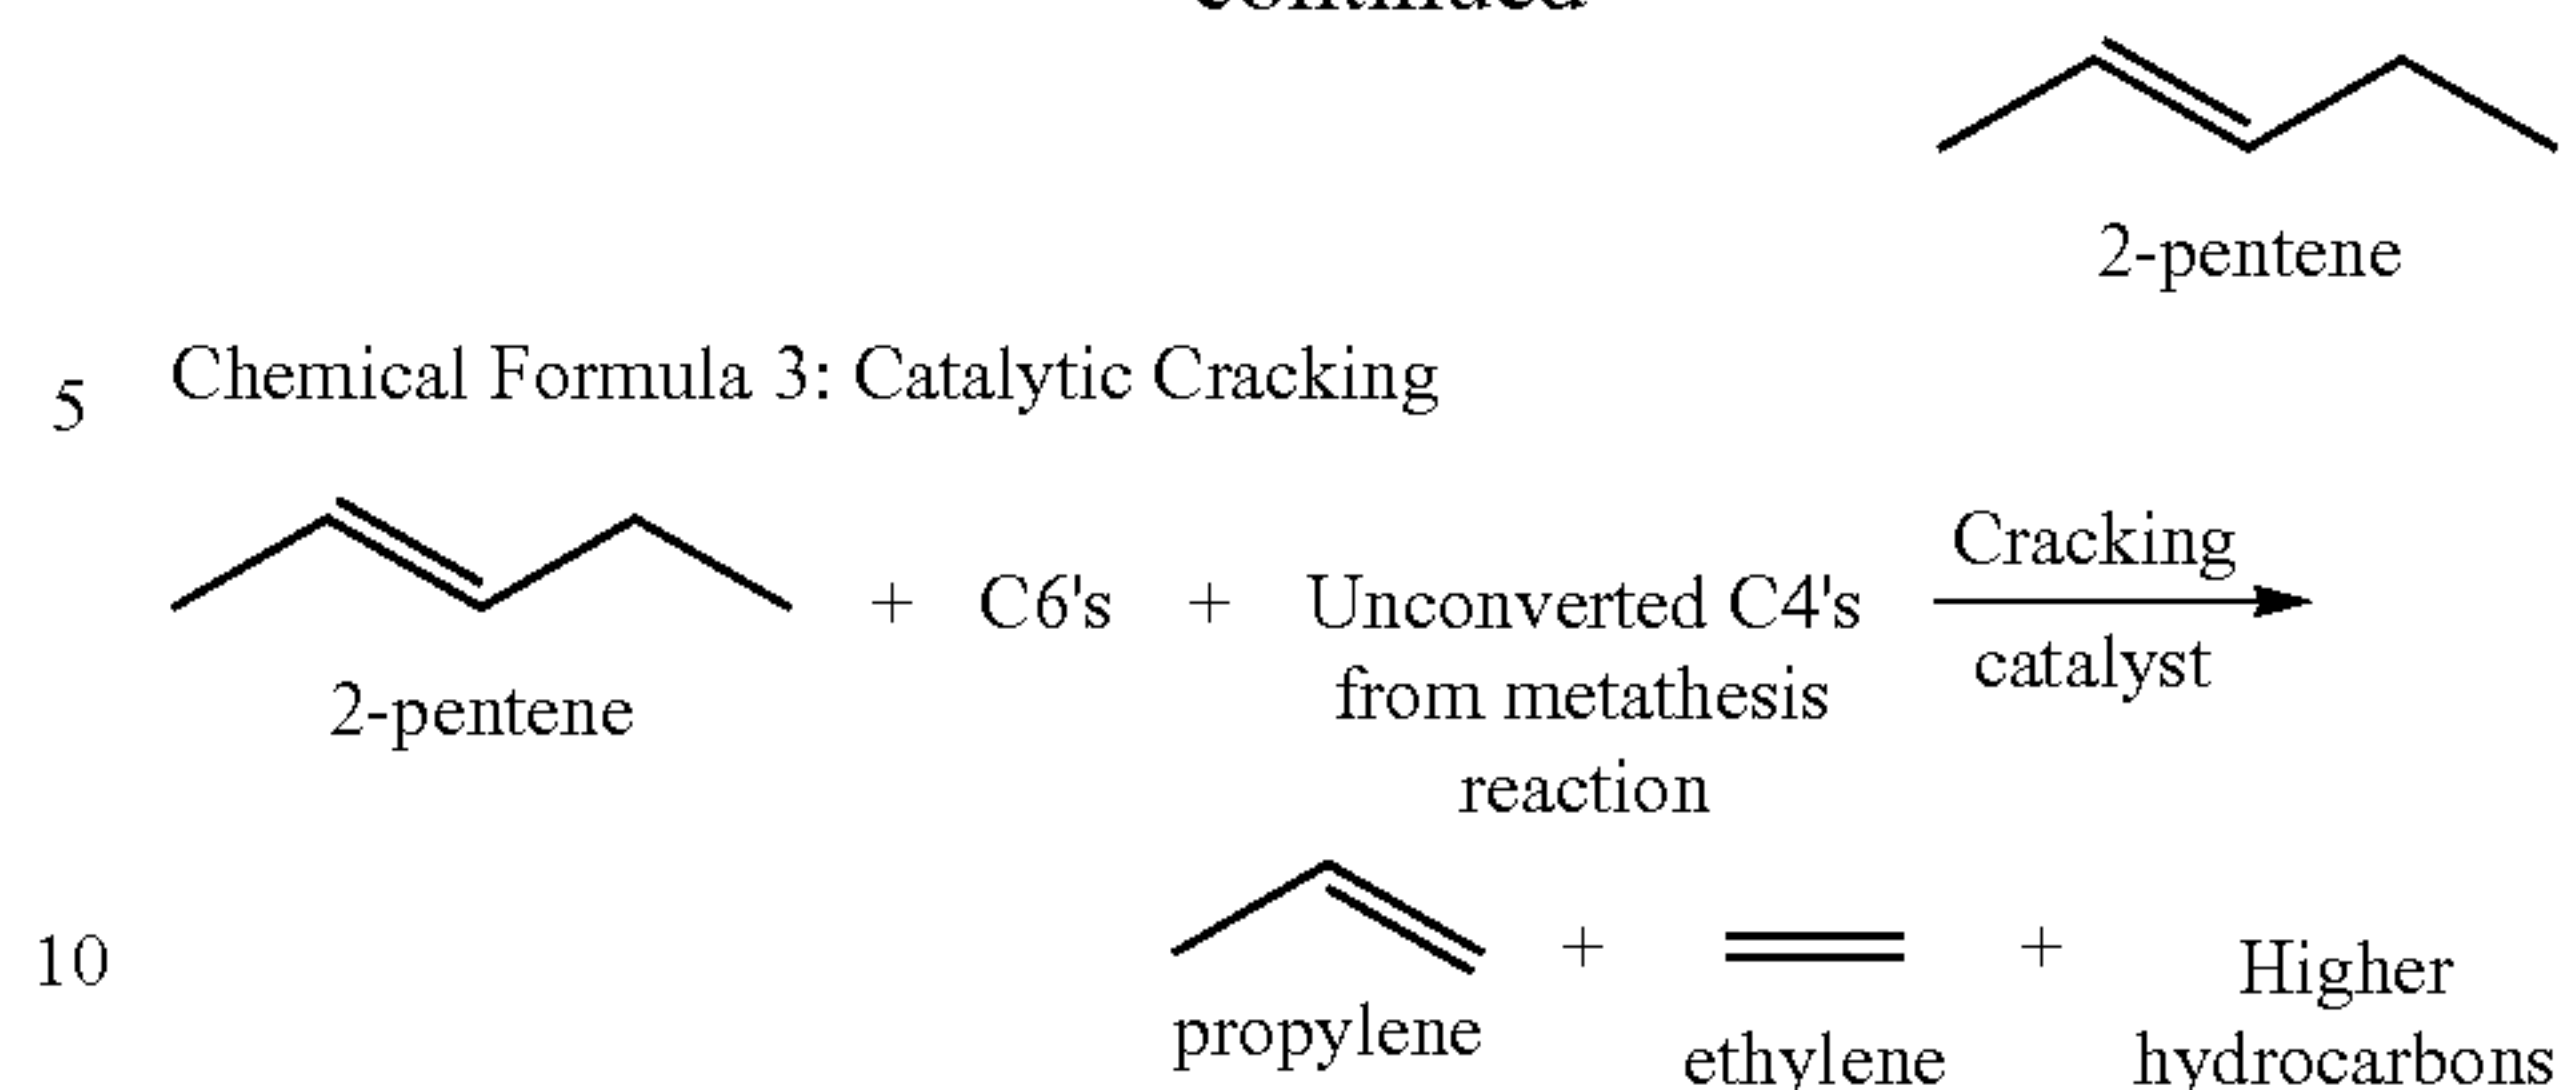 continued
2-pentene
5 Chemical Formula 3: Catalytic Cracking
Cracking
+ C6's + Unconverted C4's
catalyst
2-pentene
from metathesis
reaction
10
+ +
propylene
ethylene
Higher
hydrocarbons